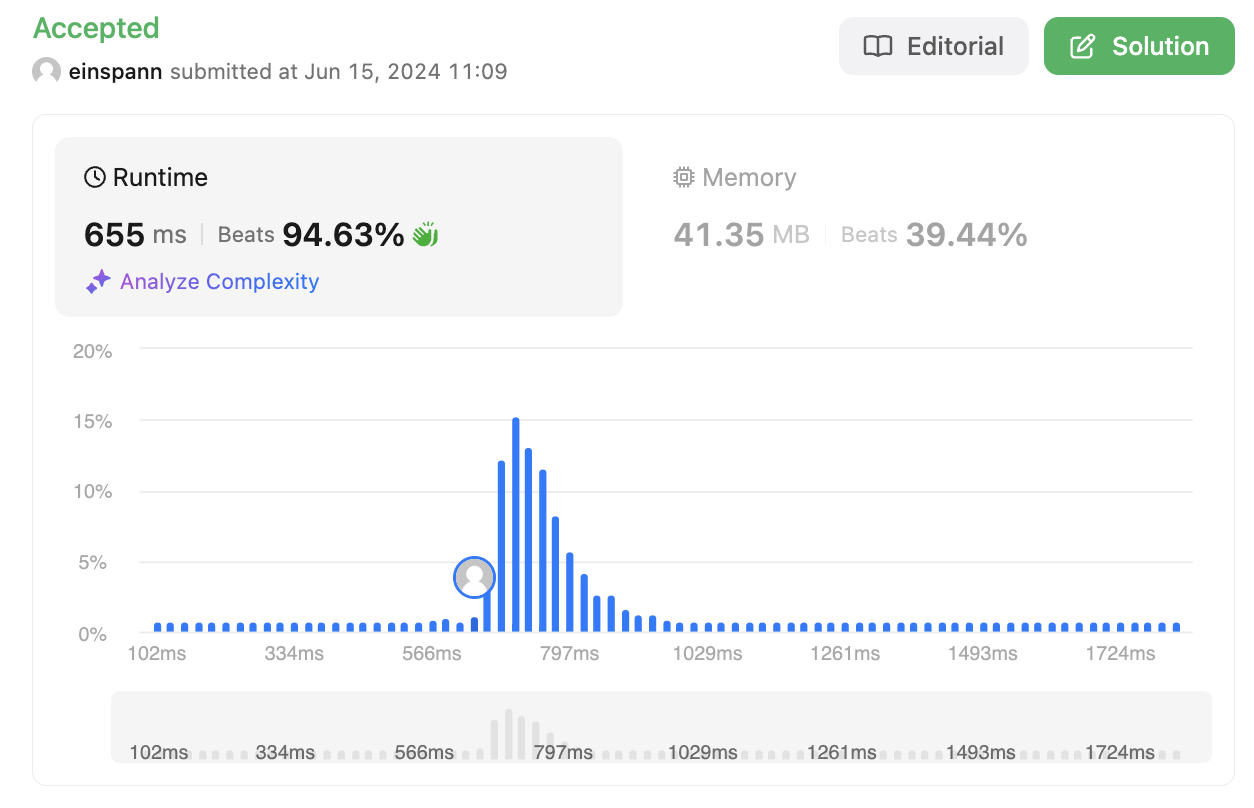 Accepted
einspann submitted at Jun 15, 2024 11:09
Editorial
Solution
Runtime
655 ms Beats 94.63%
Analyze Complexity
Memory
41.35 MB Beats 39.44%
20%
15%
10%
5%
0%
102ms 334ms 566ms 797ms 1029ms 1261ms 1493ms 1724ms
102ms 334ms 566ms 797ms 1029ms 1261ms 1493ms 1724ms